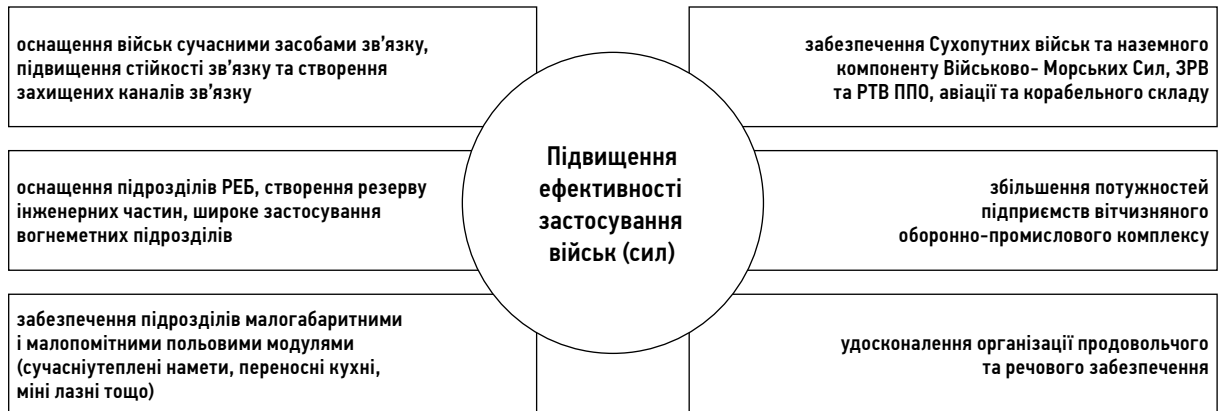 оснащення військ сучасними засобами зв’язку,
підвищення стійкості зв’язку та створення
захищених каналів зв’язку
оснащення підрозділів РЕБ, створення резерву
інженерних частин, широке застосування
вогнеметних підрозділів
забезпечення підрозділів малогабаритними
і малопомітними польовими модулями
(сучасніутеплені намети, переносні кухні,
міні лазні тощо)
Підвищення
ефективності
застосування
військ (сил)
забезпечення Сухопутних військ та наземного
компоненту Військово- Морських Сил, ЗРВ
та РТВ ППО, авіації та корабельного складу
збільшення потужностей
підприємств вітчизняного
оборонно-промислового комплексу
удосконалення організації продовольчого
та речового забезпечення